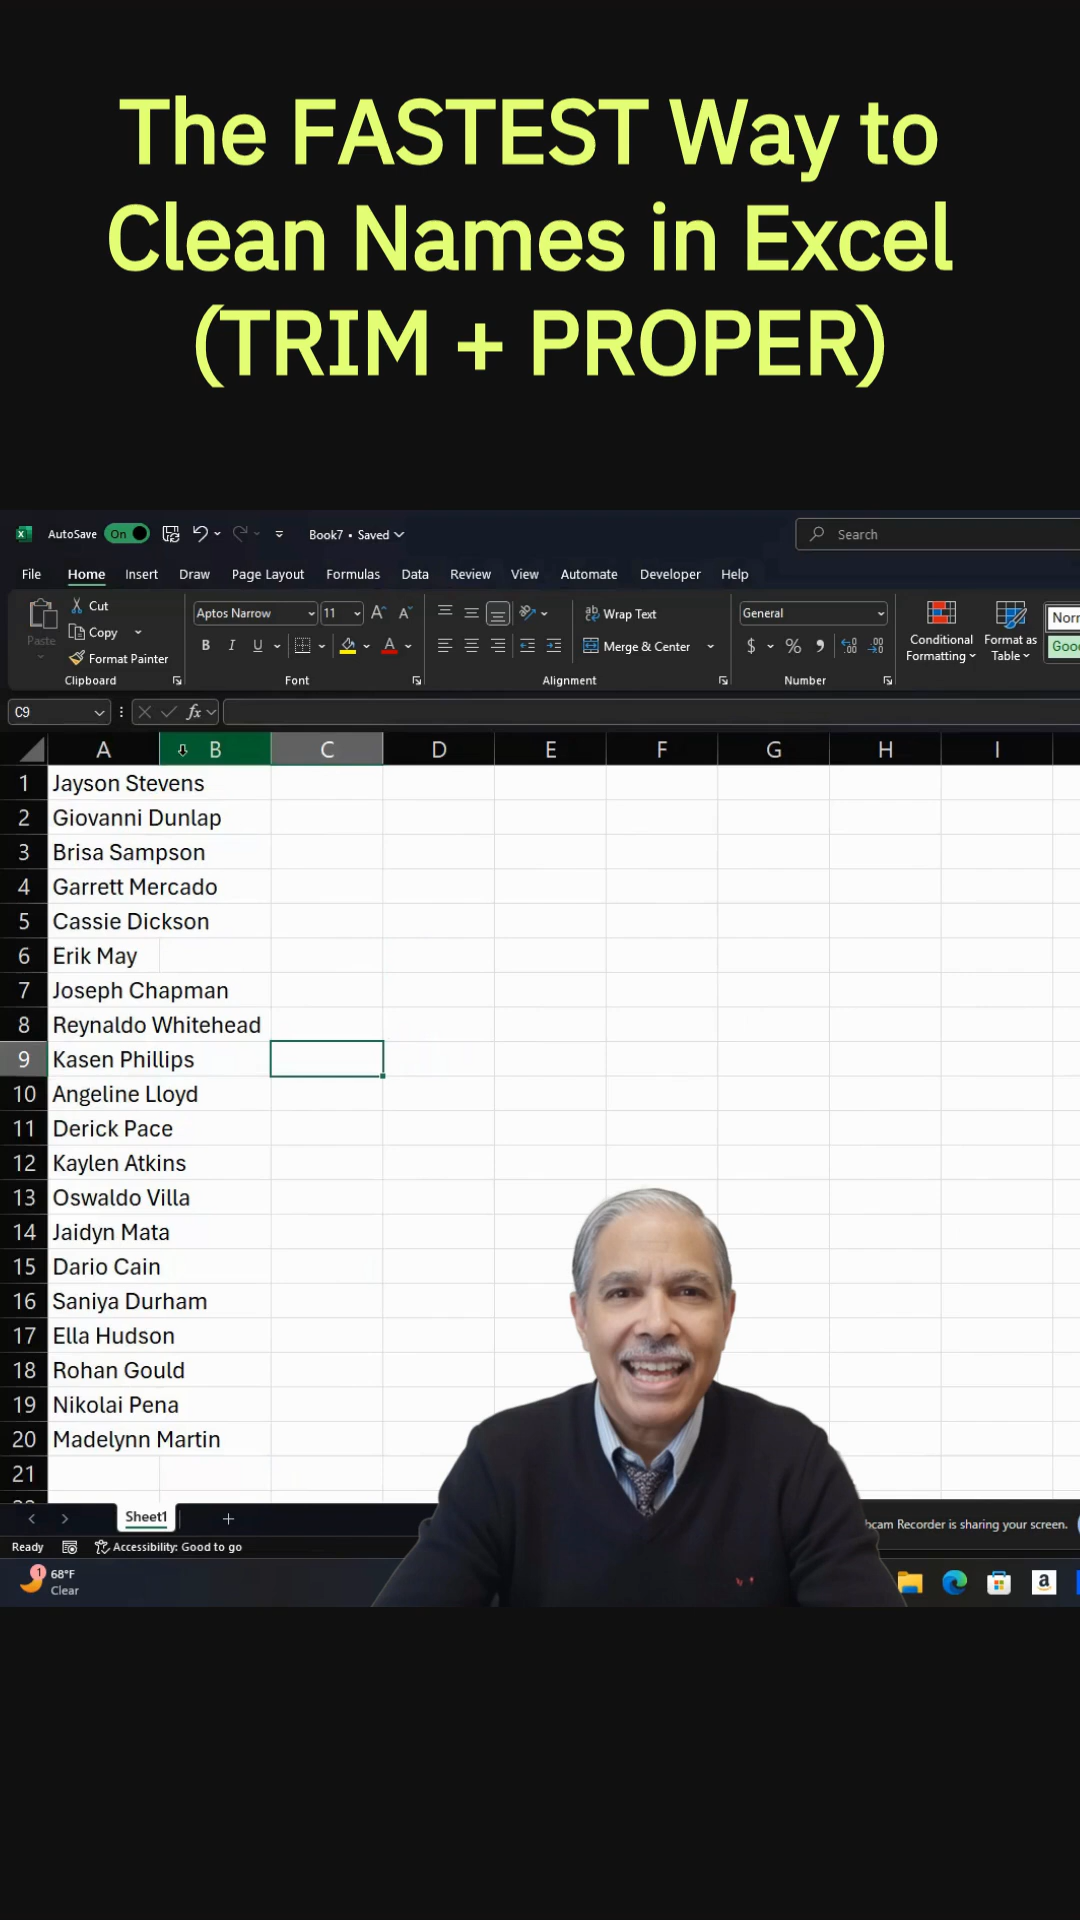 The FASTEST Way to
Clean Names in Excel
(TRIM + PROPER)
AutoSave On Book7 • Saved Search
File Home Insert Draw Page Layout Formulas Data Review View Automate Developer Help
Paste Cut Copy Format Painter Clipboard
Aptos Narrow 11 A A B I U A Font
ab Wrap Text Merge & Center Alignment
General $ % , .00 Number
Conditional Formatting Format as Table
C9 fx
A B C D E F G H I
1 Jayson Stevens
2 Giovanni Dunlap
3 Brisa Sampson
4 Garrett Mercado
5 Cassie Dickson
6 Erik May
7 Joseph Chapman
8 Reynaldo Whitehead
9 Kasen Phillips
10 Angeline Lloyd
11 Derick Pace
12 Kaylen Atkins
13 Oswaldo Villa
14 Jaidyn Mata
15 Dario Cain
16 Saniya Durham
17 Ella Hudson
18 Rohan Gould
19 Nikolai Pena
20 Madelynn Martin
21
Sheet1 + Recorder is sharing your screen.
Ready Accessibility: Good to go
1 68°F
Clear
a